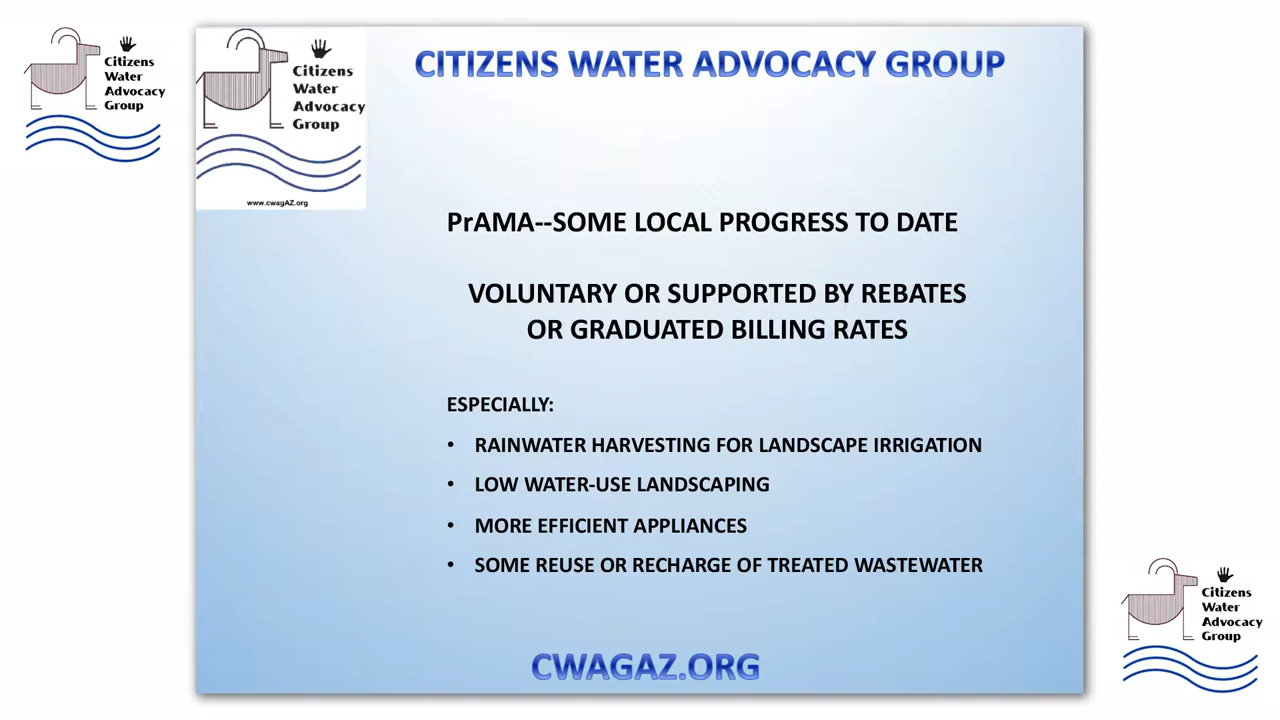 Citizens
Water
Advocacy
Group
Citizens
Water
Advocacy
Group
www.cwagAZ.org
CITIZENS WATER ADVOCACY GROUP
PrAMA--SOME LOCAL PROGRESS TO DATE
VOLUNTARY OR SUPPORTED BY REBATES
OR GRADUATED BILLING RATES
ESPECIALLY:
• RAINWATER HARVESTING FOR LANDSCAPE IRRIGATION
• LOW WATER-USE LANDSCAPING
• MORE EFFICIENT APPLIANCES
• SOME REUSE OR RECHARGE OF TREATED WASTEWATER
CWAGAZ.ORG
Citizens
Water
Advocacy
Group